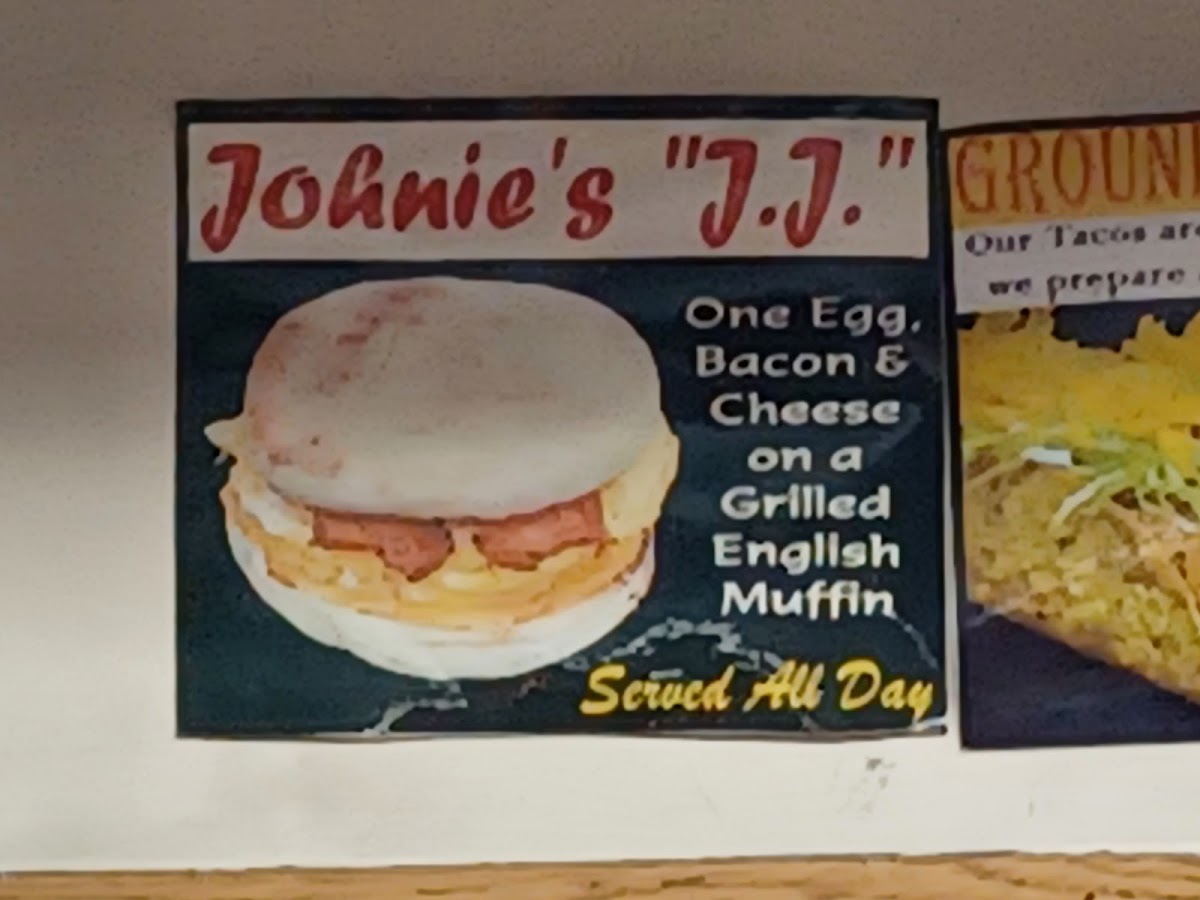 Johnie's "J.J."
One Egg,
Bacon &
Cheese
on a
Grilled
English
Muffin
Served All Day
GROUN
Our Tacos are
we prepare